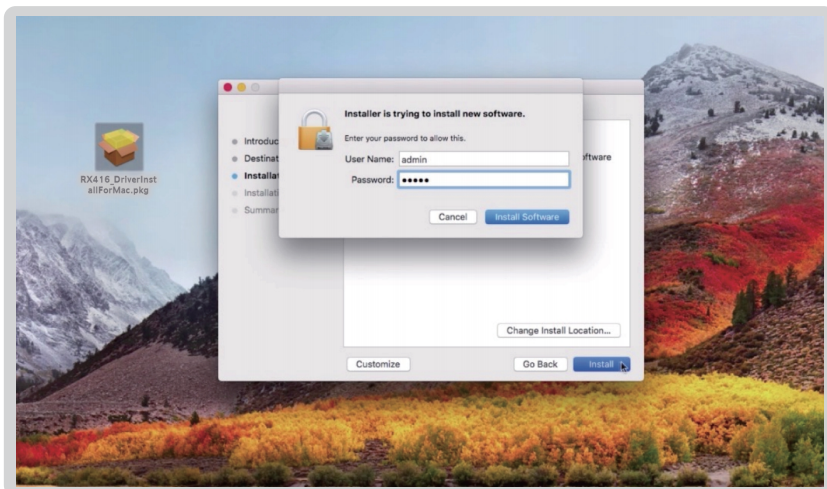 RX416_DriverInst
allForMac.pkg
Introduc
Destinat
Installat
Installati
Summar
Installer is trying to install new software.
Enter your password to allow this.
User Name: admin
Password: •••••
Cancel
Install Software
oftware
Change Install Location...
Customize
Go Back
Install